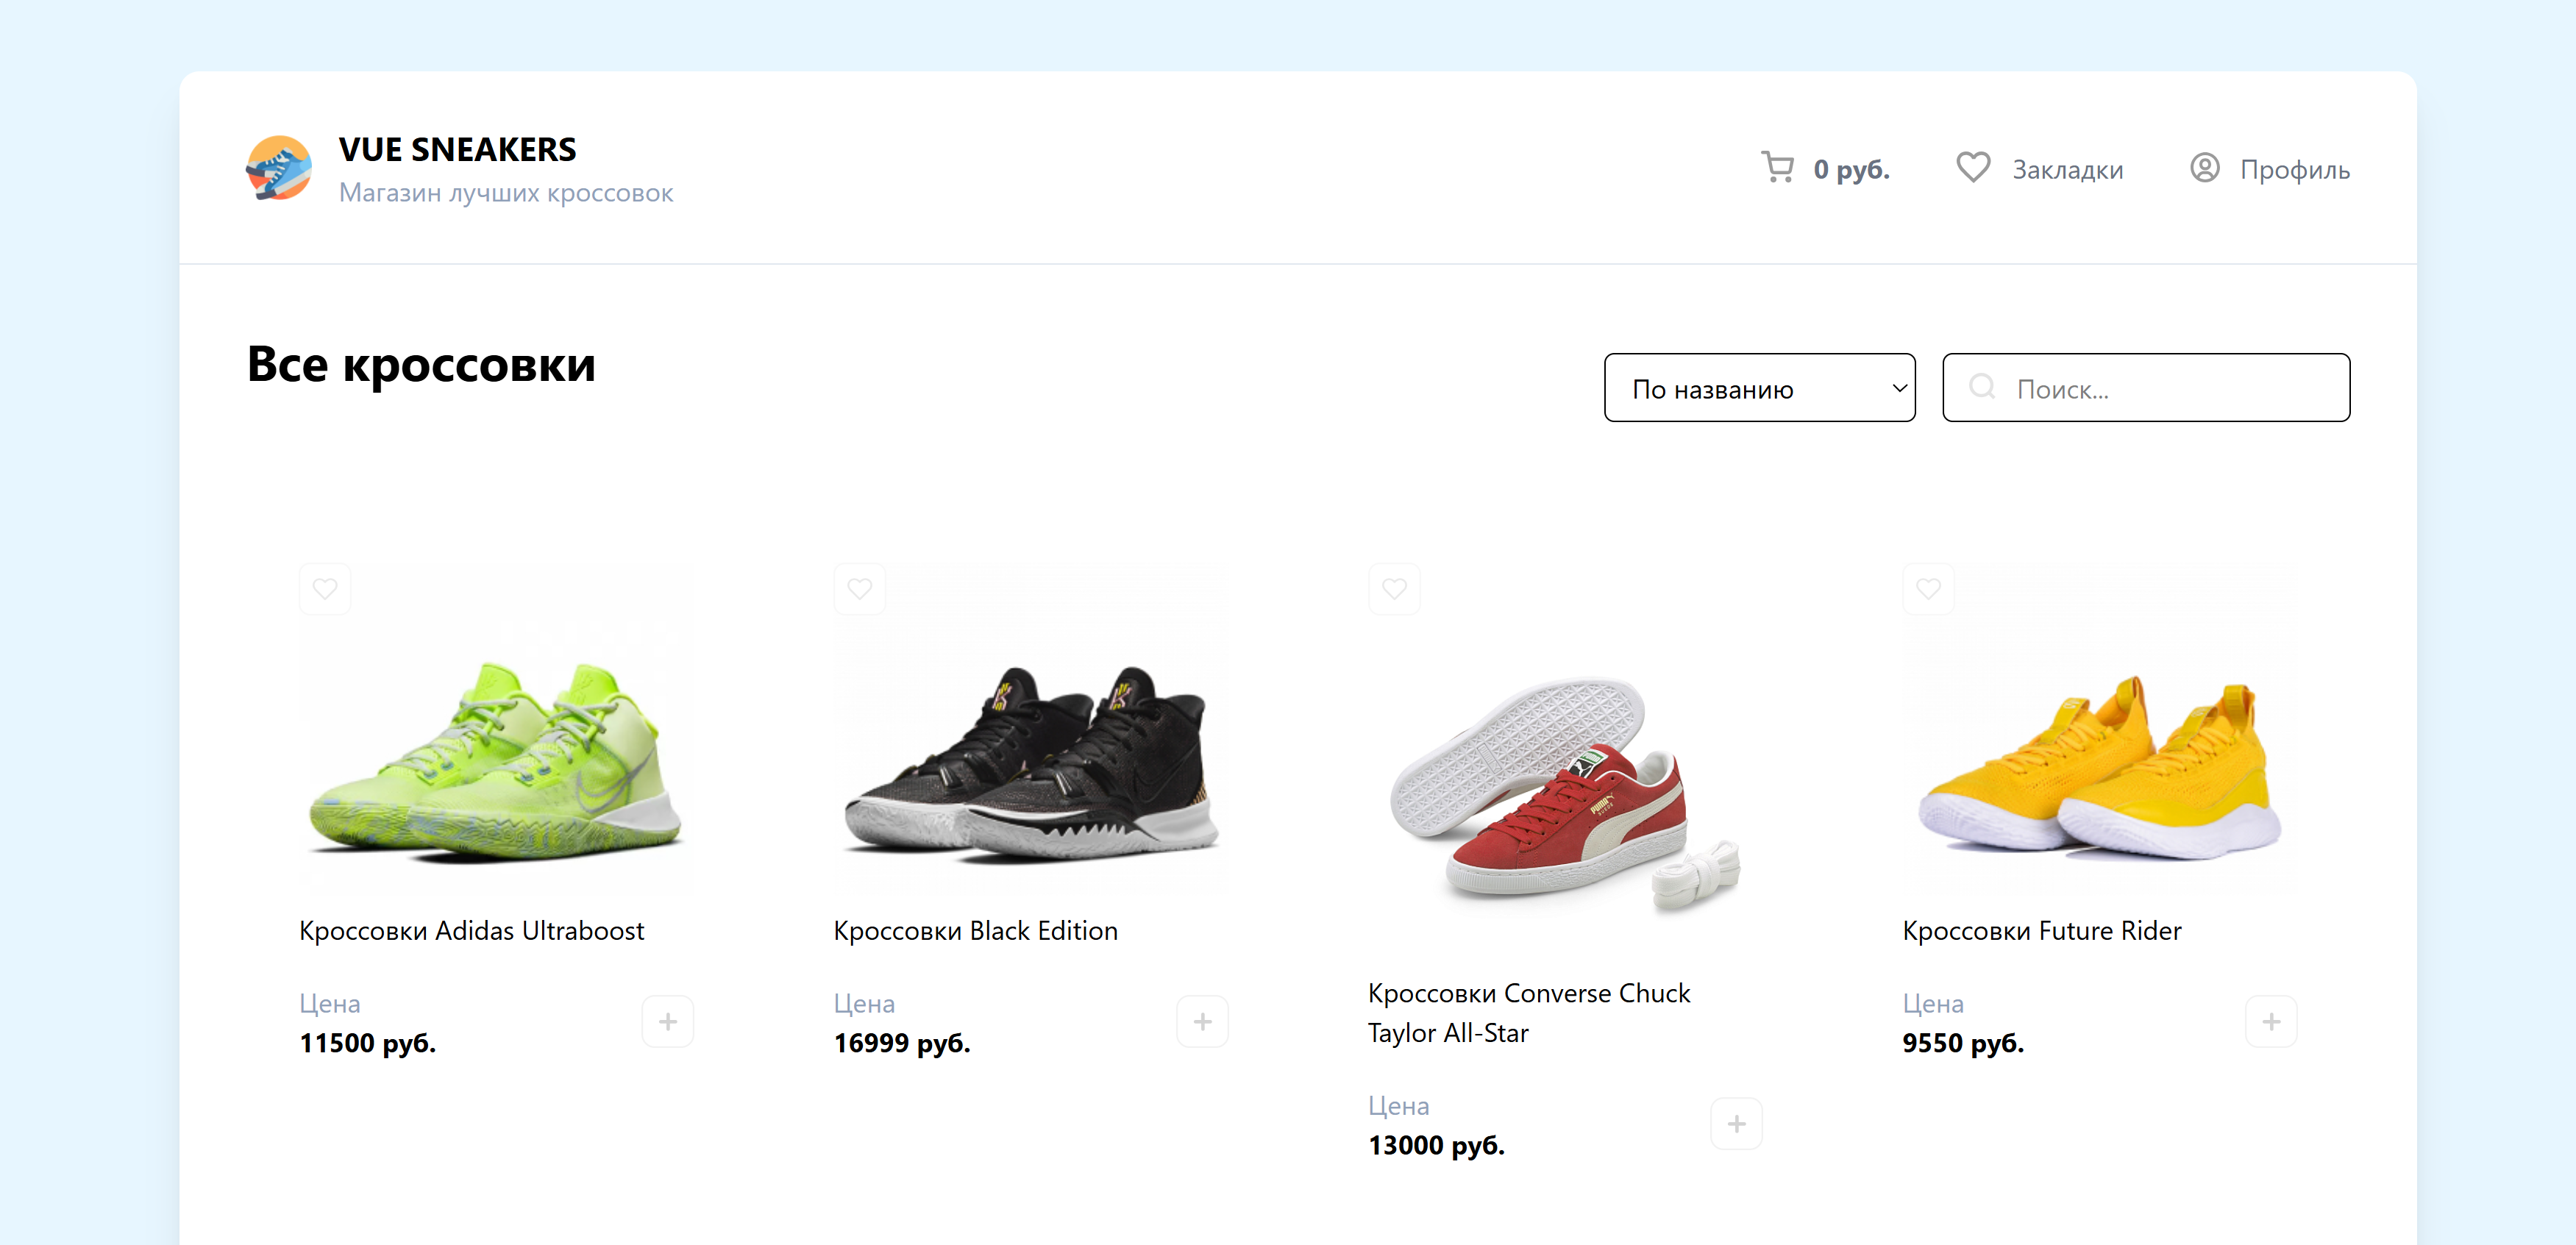 VUE SNEAKERS
Магазин лучших кроссовок
0 руб.
Закладки
Профиль
Все кроссовки
По названию
Поиск...
Кроссовки Adidas Ultraboost
Цена
11500 руб.
Кроссовки Black Edition
Цена
16999 руб.
PUMA
Кроссовки Converse Chuck
Taylor All-Star
Цена
13000 руб.
Кроссовки Future Rider
Цена
9550 руб.